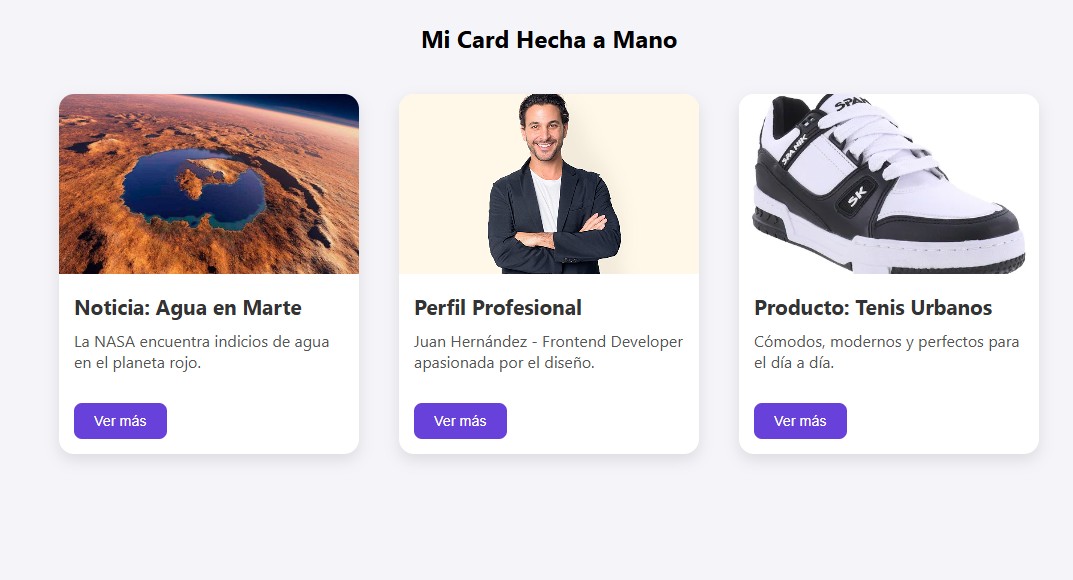 Mi Card Hecha a Mano
SPANK
SK
Noticia: Agua en Marte
La NASA encuentra indicios de agua
en el planeta rojo.
Ver más
Perfil Profesional
Juan Hernández - Frontend Developer
apasionada por el diseño.
Ver más
Producto: Tenis Urbanos
Cómodos, modernos y perfectos para
el día a día.
Ver más